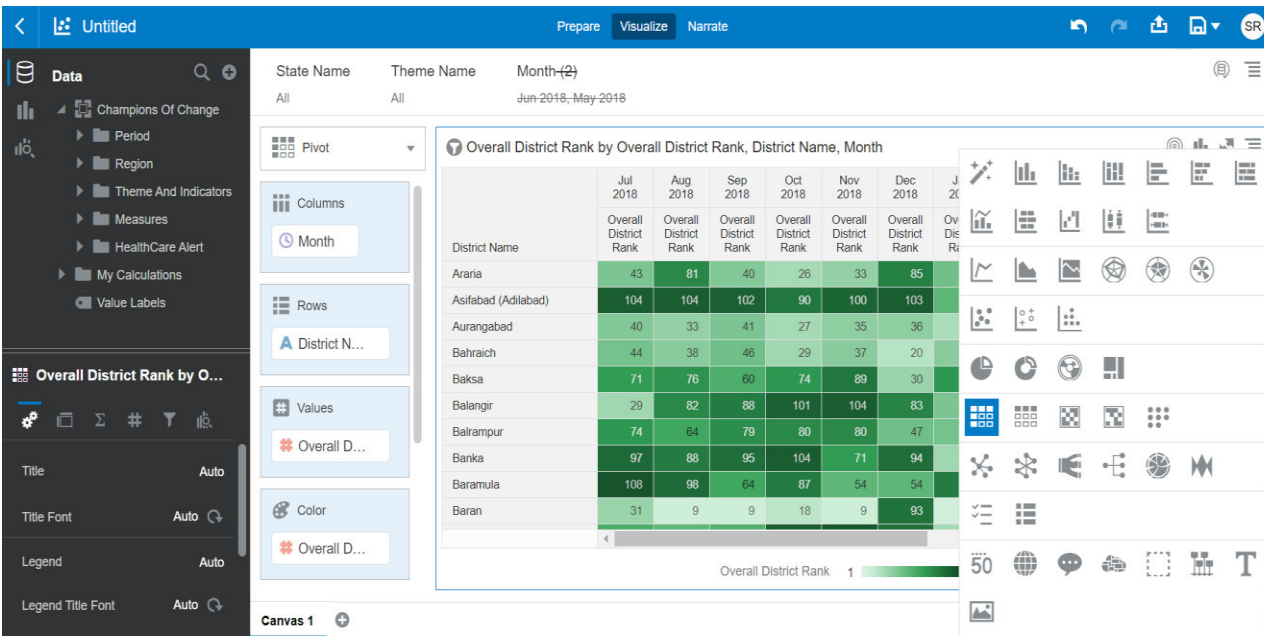 Untitled
Prepare Visualize Narrate
SR
Data
Champions Of Change
Period
Region
Theme And Indicators
Measures
HealthCare Alert
My Calculations
Value Labels
Overall District Rank by O...
Title Auto
Title Font Auto
Legend Auto
Legend Title Font Auto
State Name Theme Name Month (2)
All All Jun 2018, May 2018
Pivot
Columns
Month
Rows
A District N...
Values
Overall D...
Color
Overall D...
Overall District Rank by Overall District Rank, District Name, Month
Jul Aug Sep Oct Nov Dec
2018 2018 2018 2018 2018 2018
Overall Overall Overall Overall Overall Overall
District District District District District District
District Name Rank Rank Rank Rank Rank Rank
Araria 43 81 40 26 33 85
Asifabad (Adilabad) 104 104 102 90 100 103
Aurangabad 40 33 41 27 35 36
Bahraich 44 38 46 29 37 20
Baksa 71 76 60 74 89 30
Balangir 29 82 88 101 104 83
Balrampur 74 64 79 80 80 47
Banka 97 88 95 104 71 94
Baramula 108 98 64 87 54 54
Baran 31 9 9 18 9 93
Overall District Rank 1
50
T
Canvas 1